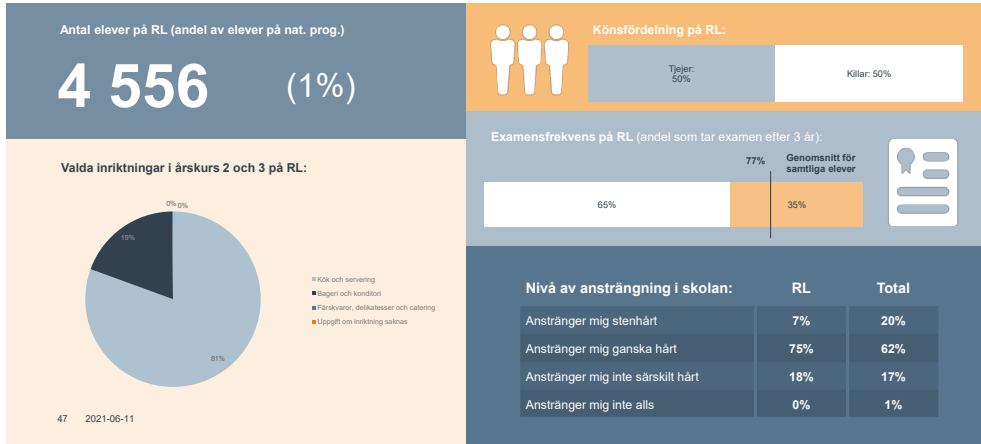 Antal elever på RL (andel av elever på nat. prog.)
4 556 (1%)
Valda inriktningar i årskurs 2 och 3 på RL:
0% 0%
19%
81%
Kök och servering
Bageri och konditori
Färskvaror, delikatesser och catering
Uppgift om inriktning saknas
47 2021-06-11
Könsfördelning på RL:
Tjejer:
50%
Killar: 50%
Examensfrekvens på RL (andel som tar examen efter 3 år):
77% Genomsnitt för
samtliga elever
65% 35%
Nivå av ansträngning i skolan: RL Total
Anstränger mig stenhårt 7% 20%
Anstränger mig ganska hårt 75% 62%
Anstränger mig inte särskilt hårt 18% 17%
Anstränger mig inte alls 0% 1%